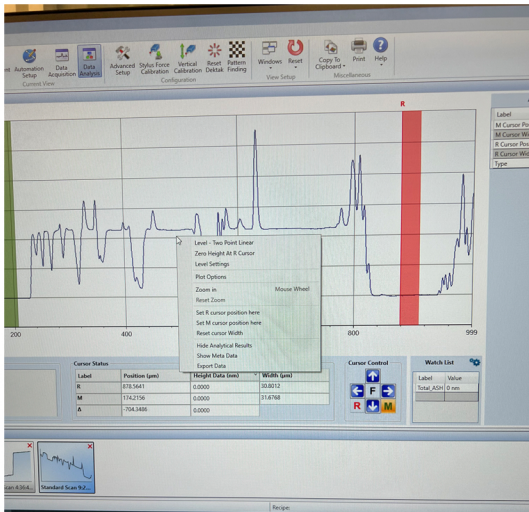 nt Automation Setup Data Acquisition Data Analysis Advanced Setup Stylus Force Calibration Vertical Calibration Reset Dektak Pattern Finding Windows Reset Copy To Clipboard Print Help
Current View Configuration View Setup Miscellaneous
R
Label
M Cursor Pos
M Cursor Wi
R Cursor Pos
R Cursor Wid
Type
Level - Two Point Linear
Zero Height At R Cursor
Level Settings
Plot Options
Zoom in Mouse Wheel
Reset Zoom
Set R cursor position here
Set M cursor position here
Reset cursor Width
Hide Analytical Results
Show Meta Data
Export Data
200 400 800 999
Cursor Status
Label Position (µm) Height Data (nm) Width (µm)
R 878.5641 0.0000 30.8012
M 174.2156 0.0000 31.6768
Δ -704.3486 0.0000
Cursor Control
F
R M
Watch List
Label Value
Total_ASH 0 nm
Standard Scan 9:2...
Recipe: